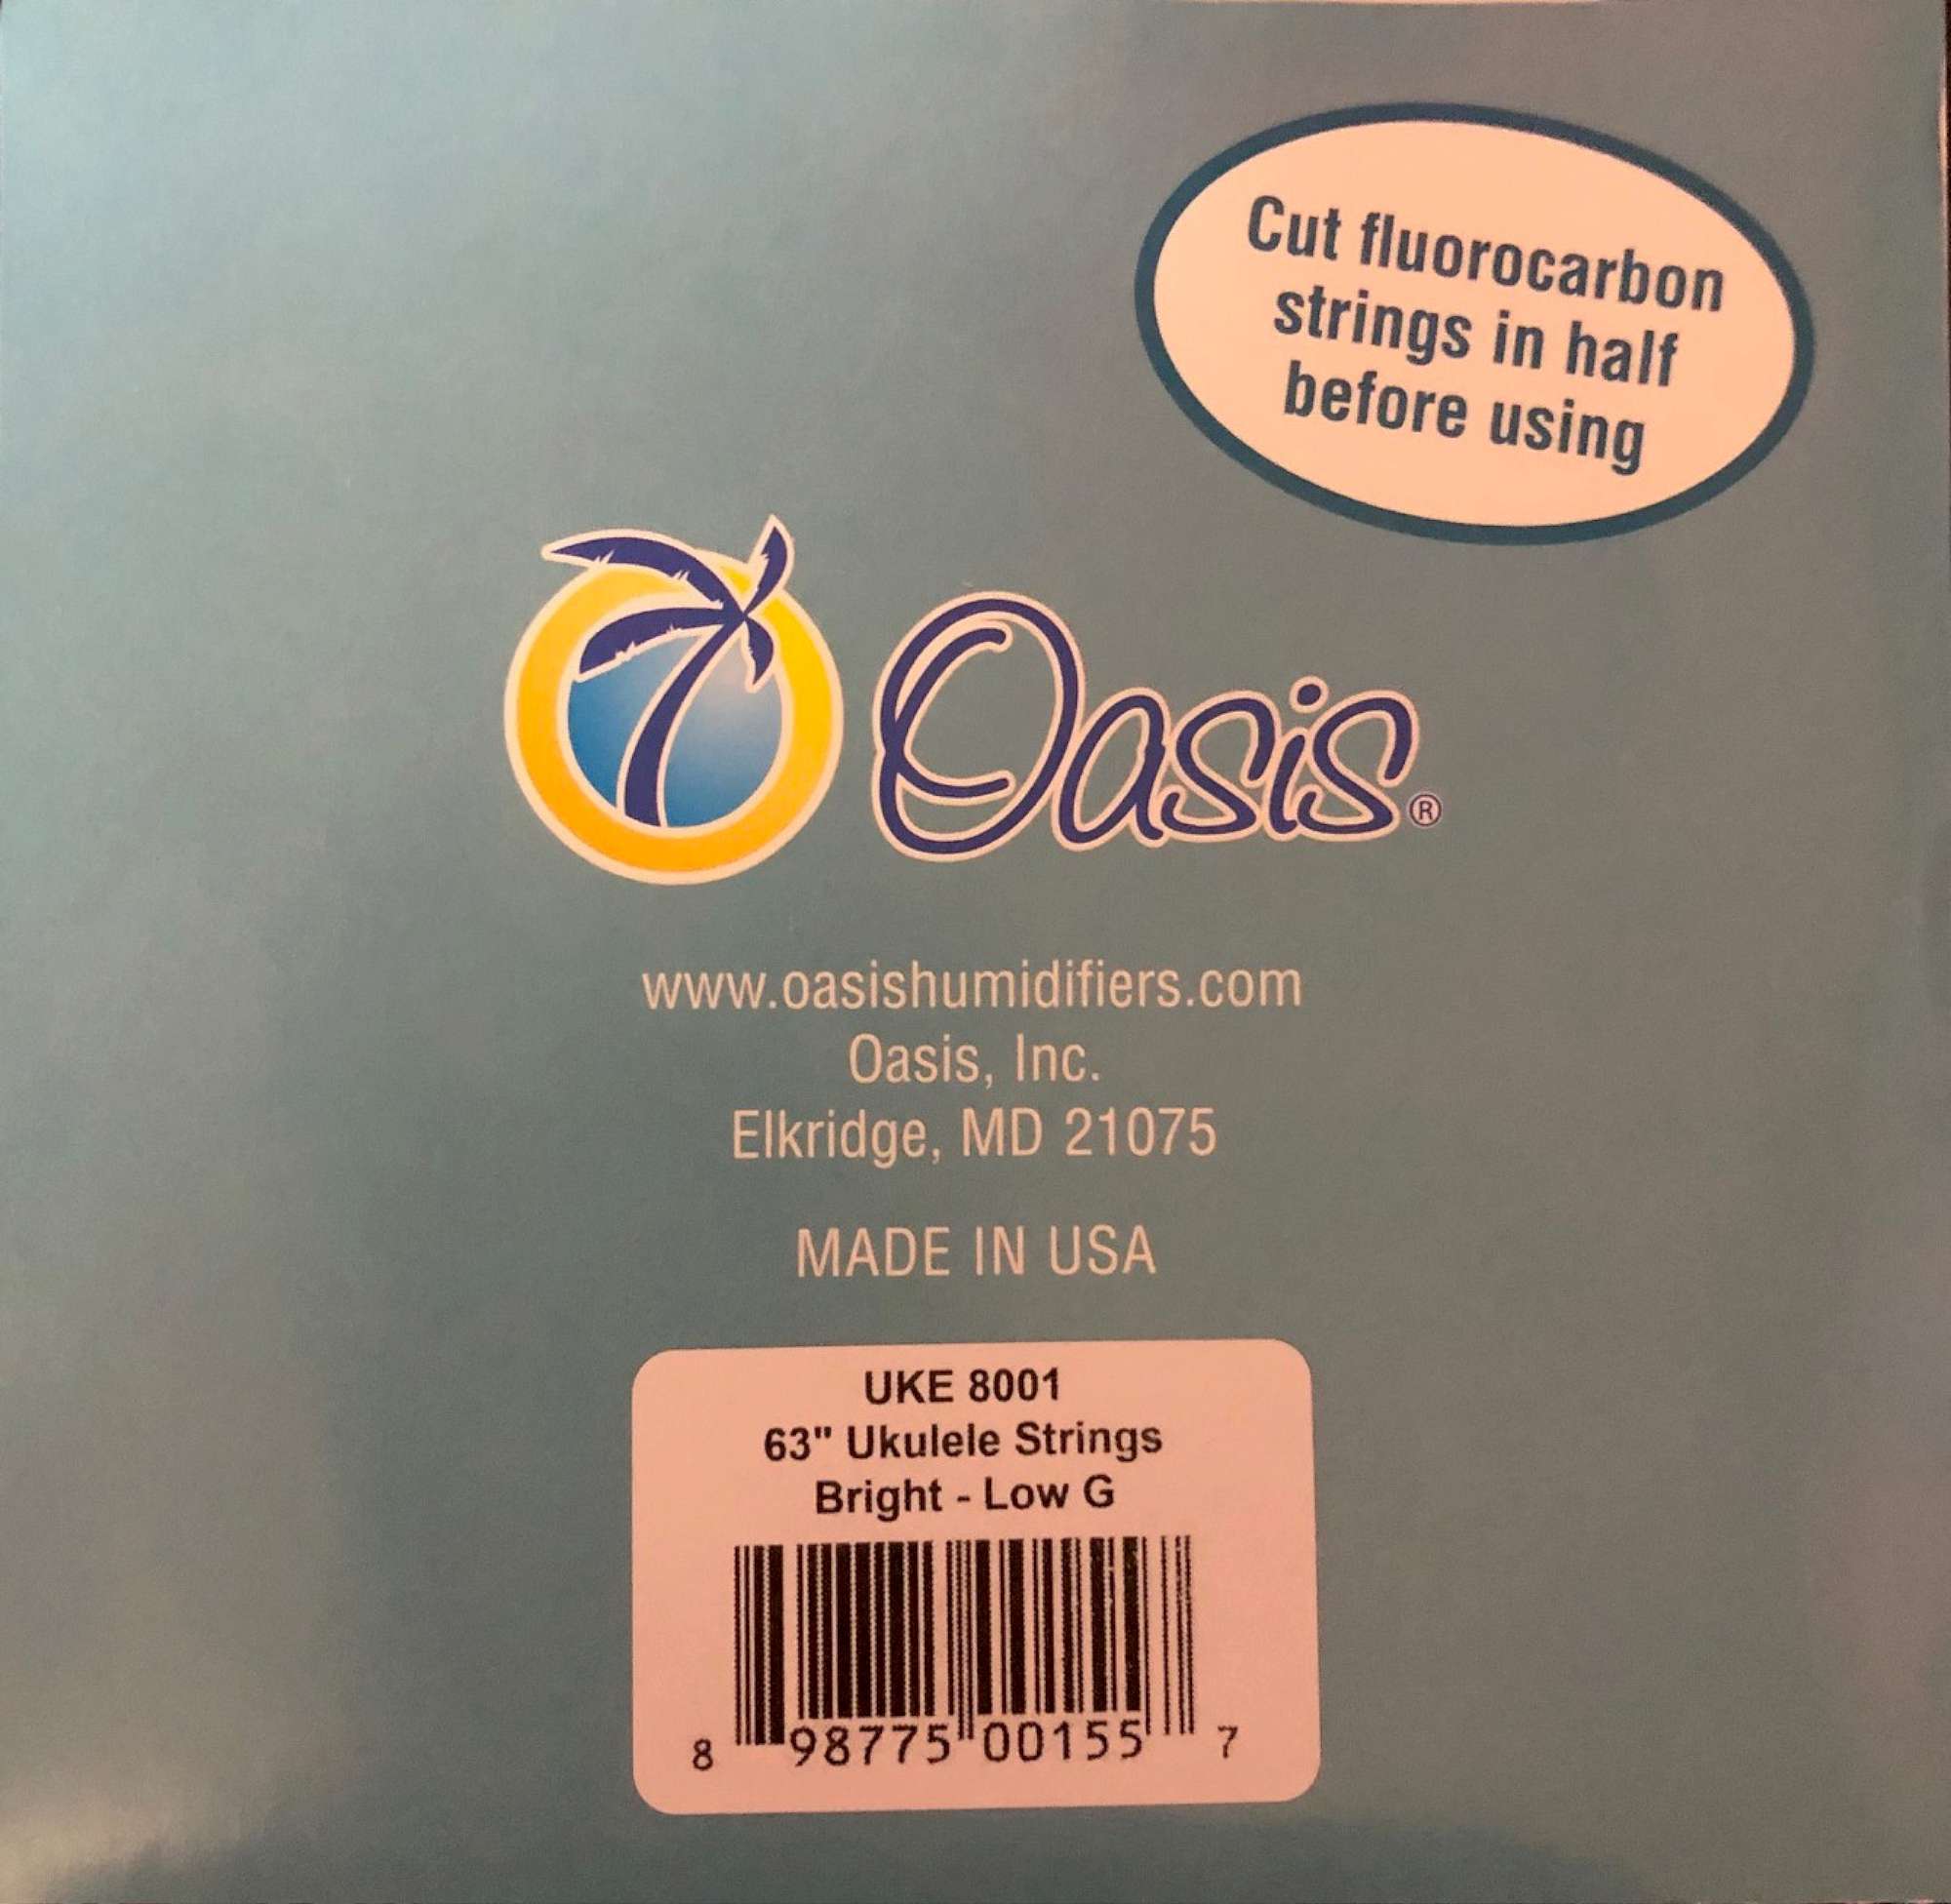 Cut fluorocarbon
strings in half
before using
Oasis®
www.oasishumidifiers.com
Oasis, Inc.
Elkridge, MD 21075
MADE IN USA
UKE 8001
63" Ukulele Strings
Bright - Low G
8 98775 00155 7